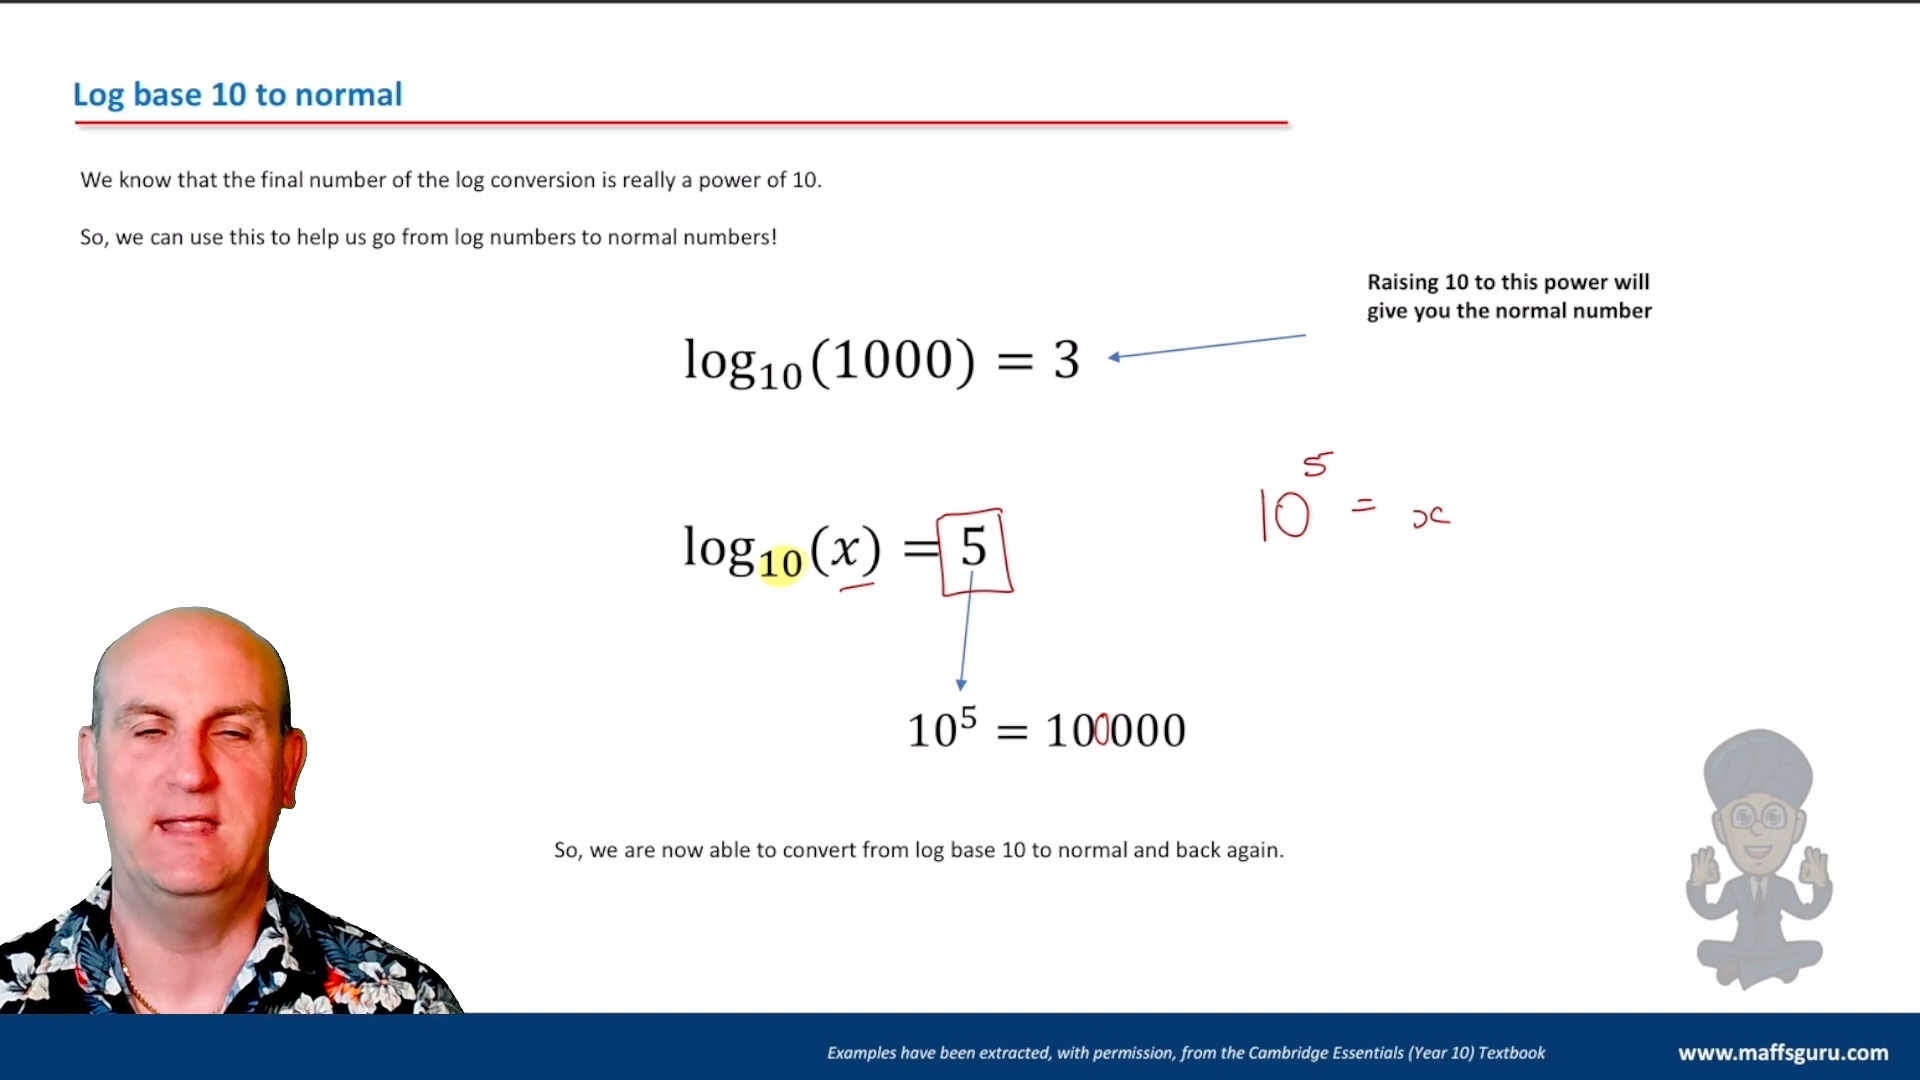 Log base 10 to normal
We know that the final number of the log conversion is really a power of 10.
So, we can use this to help us go from log numbers to normal numbers!
Raising 10 to this power will
give you the normal number
log₁₀(1000) = 3
10⁵ = x
log₁₀(x) = 5
10⁵ = 100000
So, we are now able to convert from log base 10 to normal and back again.
Examples have been extracted, with permission, from the Cambridge Essentials (Year 10) Textbook
www.maffsguru.com